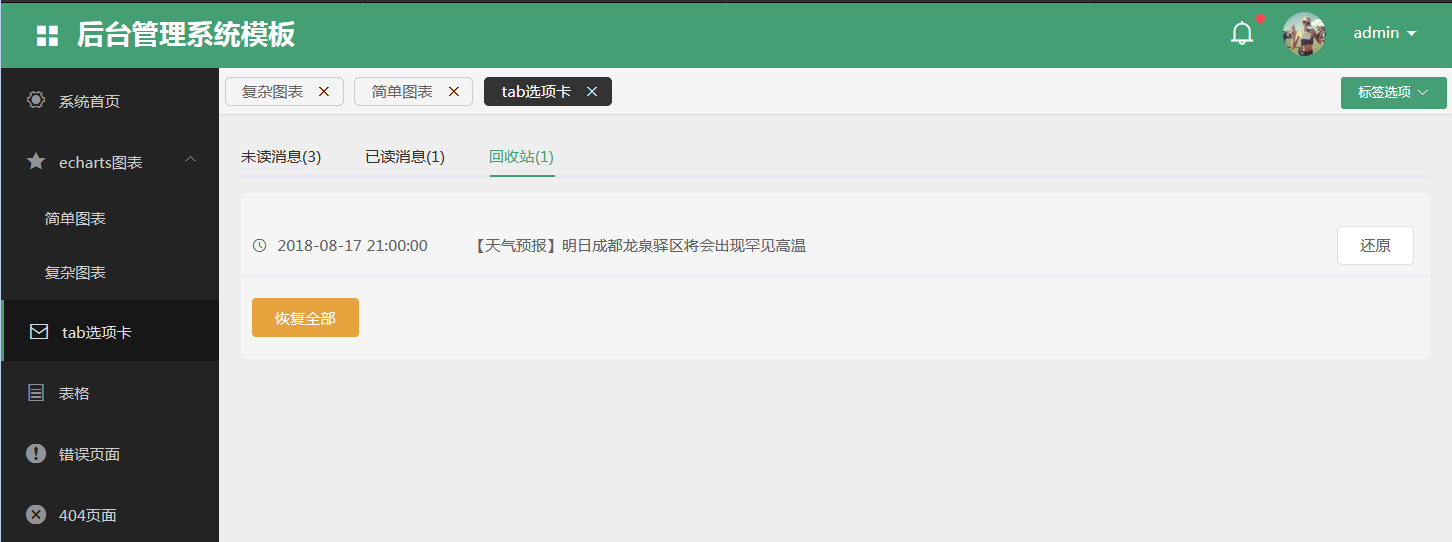 后台管理系统模板
admin
系统首页
echarts图表
简单图表
复杂图表
tab选项卡
表格
错误页面
404页面
复杂图表
简单图表
tab选项卡
标签选项
未读消息(3) 已读消息(1) 回收站(1)
2018-08-17 21:00:00 【天气预报】明日成都龙泉驿区将会出现罕见高温 还原
恢复全部